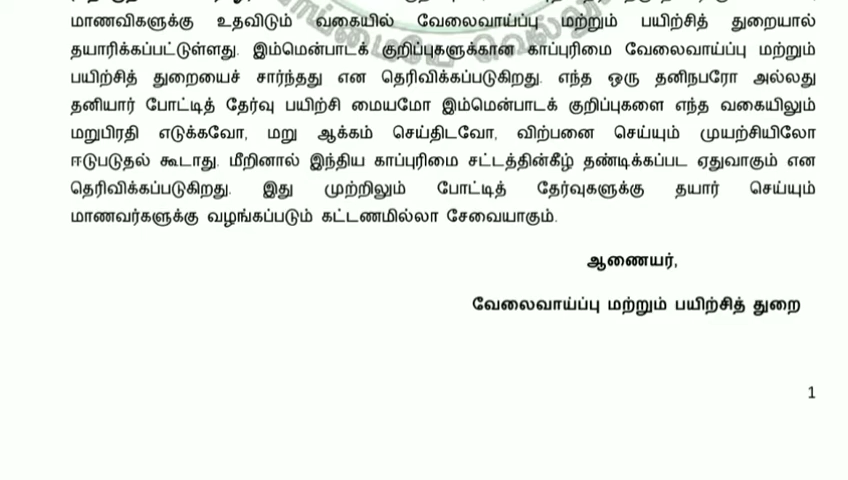 மாணவிகளுக்கு உதவிடும் வகையில் வேலைவாய்ப்பு மற்றும் பயிற்சித் துறையால்
தயாரிக்கப்பட்டுள்ளது. இம்மென்பாடக் குறிப்புகளுக்கான காப்புரிமை வேலைவாய்ப்பு மற்றும்
பயிற்சித் துறையைச் சார்ந்தது என தெரிவிக்கப்படுகிறது. எந்த ஒரு தனிநபரோ அல்லது
தனியார் போட்டித் தேர்வு பயிற்சி மையமோ இம்மென்பாடக் குறிப்புகளை எந்த வகையிலும்
மறுபிரதி எடுக்கவோ, மறு ஆக்கம் செய்திடவோ, விற்பனை செய்யும் முயற்சியிலோ
ஈடுபடுதல் கூடாது. மீறினால் இந்திய காப்புரிமை சட்டத்தின்கீழ் தண்டிக்கப்பட ஏதுவாகும் என
தெரிவிக்கப்படுகிறது. இது முற்றிலும் போட்டித் தேர்வுகளுக்கு தயார் செய்யும்
மாணவர்களுக்கு வழங்கப்படும் கட்டணமில்லா சேவையாகும்.
ஆணையர்,
வேலைவாய்ப்பு மற்றும் பயிற்சித் துறை
1